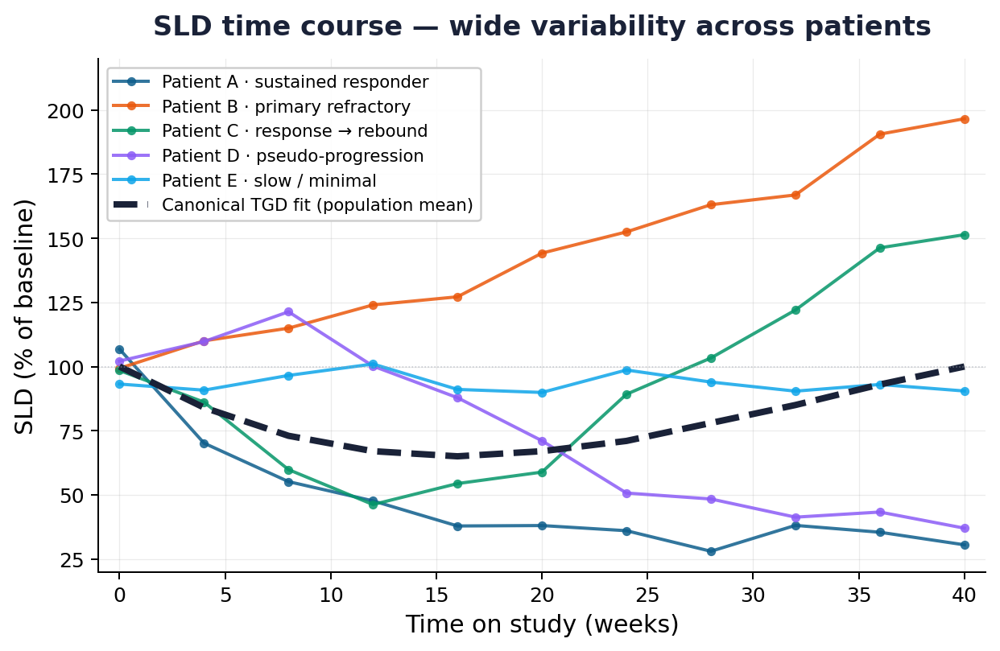 SLD time course — wide variability across patients
Patient A · sustained responder
Patient B · primary refractory
Patient C · response → rebound
Patient D · pseudo-progression
Patient E · slow / minimal
Canonical TGD fit (population mean)
SLD (% of baseline)
200
175
150
125
100
75
50
25
0 5 10 15 20 25 30 35 40
Time on study (weeks)